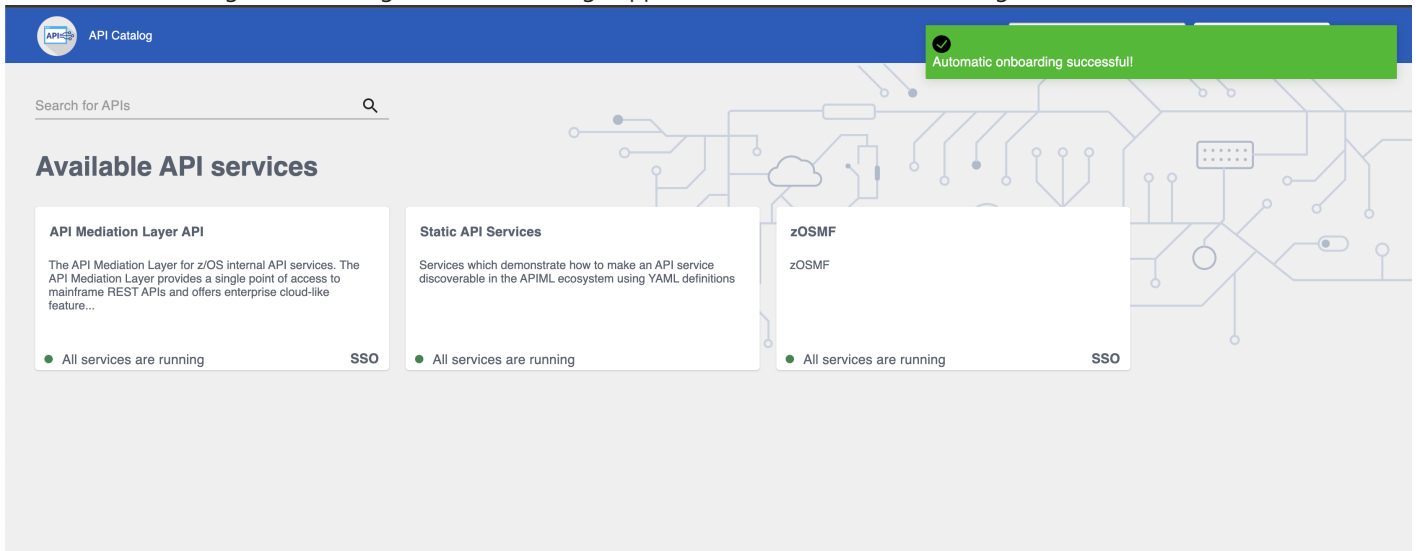 API
API Catalog
Automatic onboarding successful!
Search for APIs
Available API services
API Mediation Layer API
The API Mediation Layer for z/OS internal API services. The
API Mediation Layer provides a single point of access to
mainframe REST APIs and offers enterprise cloud-like
feature...
All services are running
SSO
Static API Services
Services which demonstrate how to make an API service
discoverable in the APIML ecosystem using YAML definitions
All services are running
zOSMF
zOSMF
All services are running
SSO